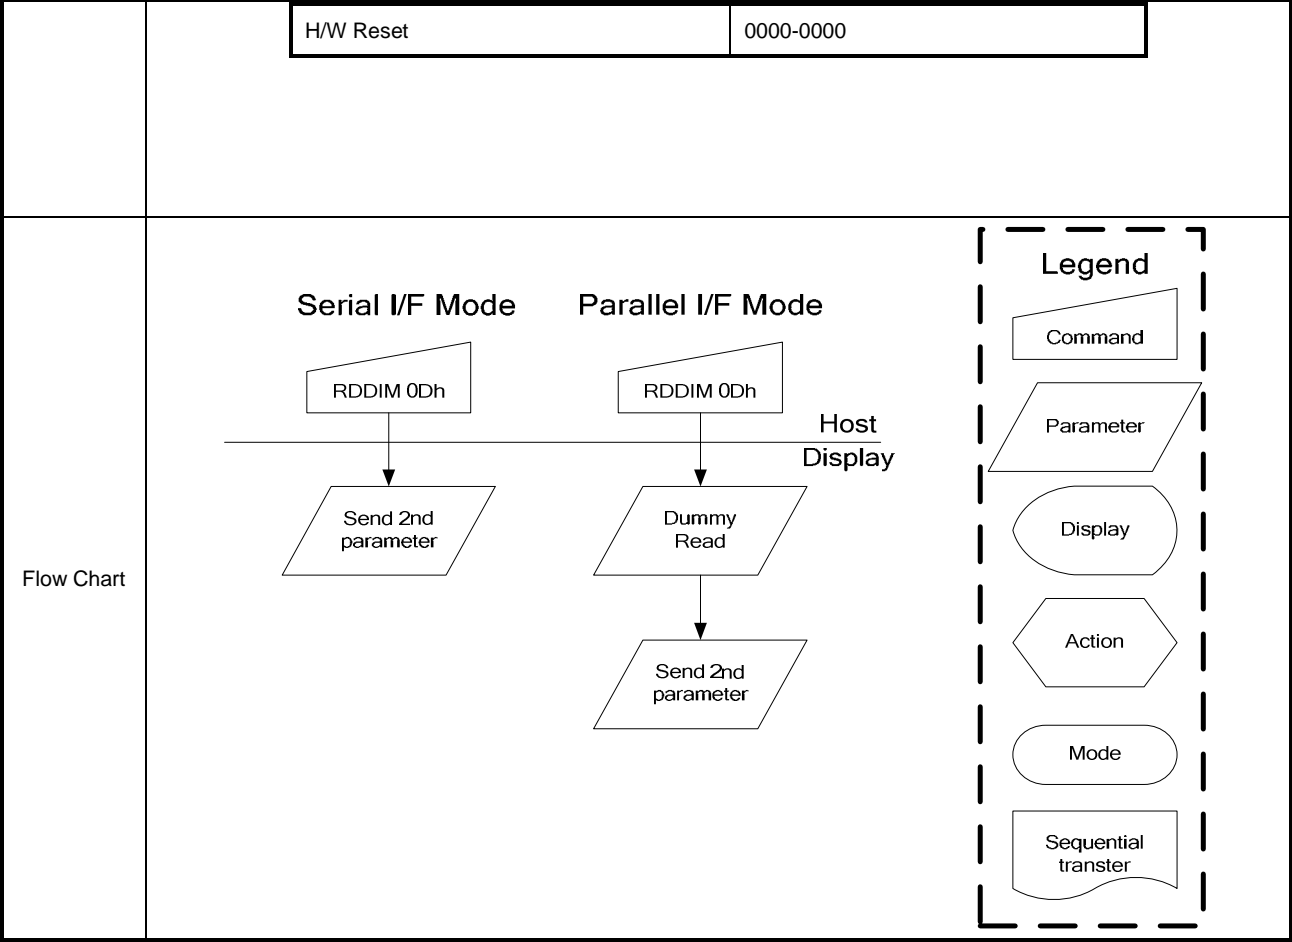 H/W Reset 0000-0000
Flow Chart
Serial I/F Mode
RDDIM 0Dh
Send 2nd
parameter
Parallel I/F Mode
RDDIM 0Dh
Host
Display
Dummy
Read
Send 2nd
parameter
Legend
Command
Parameter
Display
Action
Mode
Sequential
transter